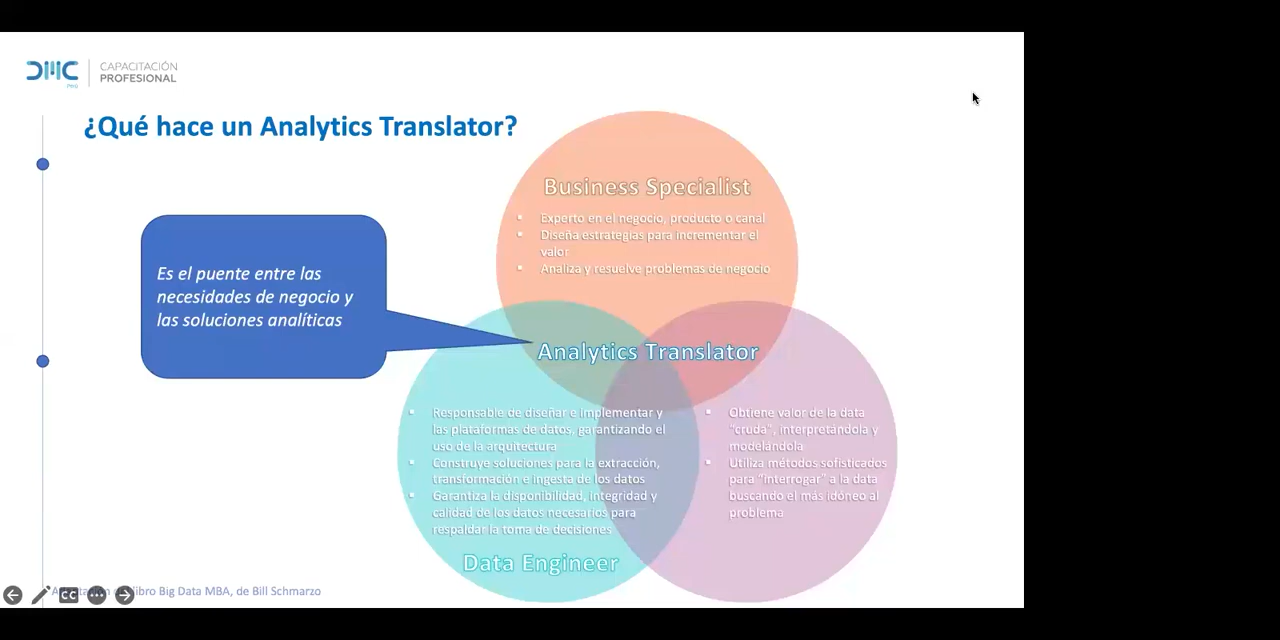 DMC
PRO
CAPACITACIÓN
PROFESIONAL
¿Qué hace un Analytics Translator?
Business Specialist
▪ Experto en el negocio, producto o canal
▪ Diseña estrategias para incrementar el
valor
▪ Analiza y resuelve problemas de negocio
Es el puente entre las
necesidades de negocio y
las soluciones analíticas
Analytics Translator
▪ Responsable de diseñar e implementar y
las plataformas de datos, garantizando el
uso de la arquitectura
▪ Construye soluciones para la extracción,
transformación e ingesta de los datos
▪ Garantiza la disponibilidad, integridad y
calidad de los datos necesarios para
respaldar la toma de decisiones
Data Engineer
▪ Obtiene valor de la data
"cruda", interpretándola y
modelándola
▪ Utiliza métodos sofisticados
para "interrogar" a la data
buscando el más idóneo al
problema
CC
libro Big Data MBA, de Bill Schmarzo